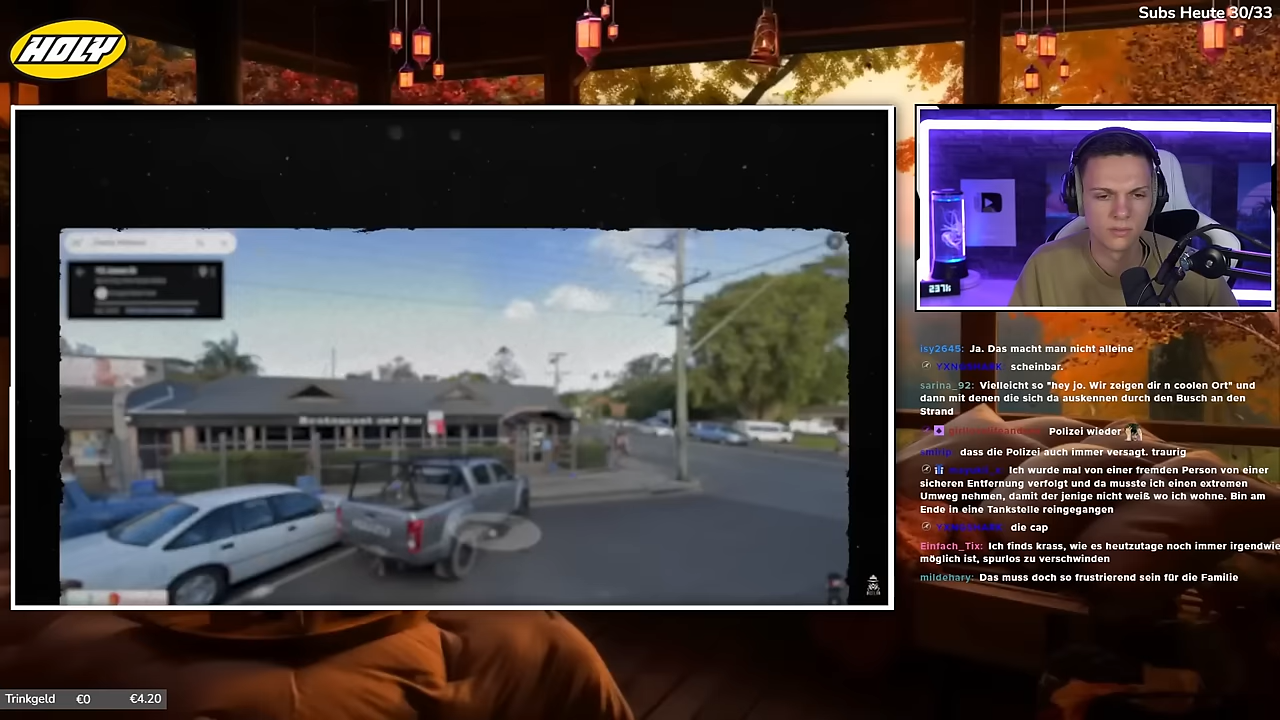 Subs Heute 30/33
HOLY
Restaurant and Bar
237k
isy2645: Ja. Das macht man nicht alleine
scheinbar.
sarina_92: Vielleicht so "hey jo. Wir zeigen dir n coolen Ort" und
dann mit denen die sich da auskennen durch den Busch an den
Strand
Polizei wieder
dass die Polizei auch immer versagt. traurig
Ich wurde mal von einer fremden Person von einer
sicheren Entfernung verfolgt und da musste ich einen extremen
Umweg nehmen, damit der jenige nicht weiß wo ich wohne. Bin am
Ende in eine Tankstelle reingegangen
die cap
Einfach_Tix: Ich finds krass, wie es heutzutage noch immer irgendwie
möglich ist, spurlos zu verschwinden
mildehary: Das muss doch so frustrierend sein für die Familie
Trinkgeld €0 €4.20